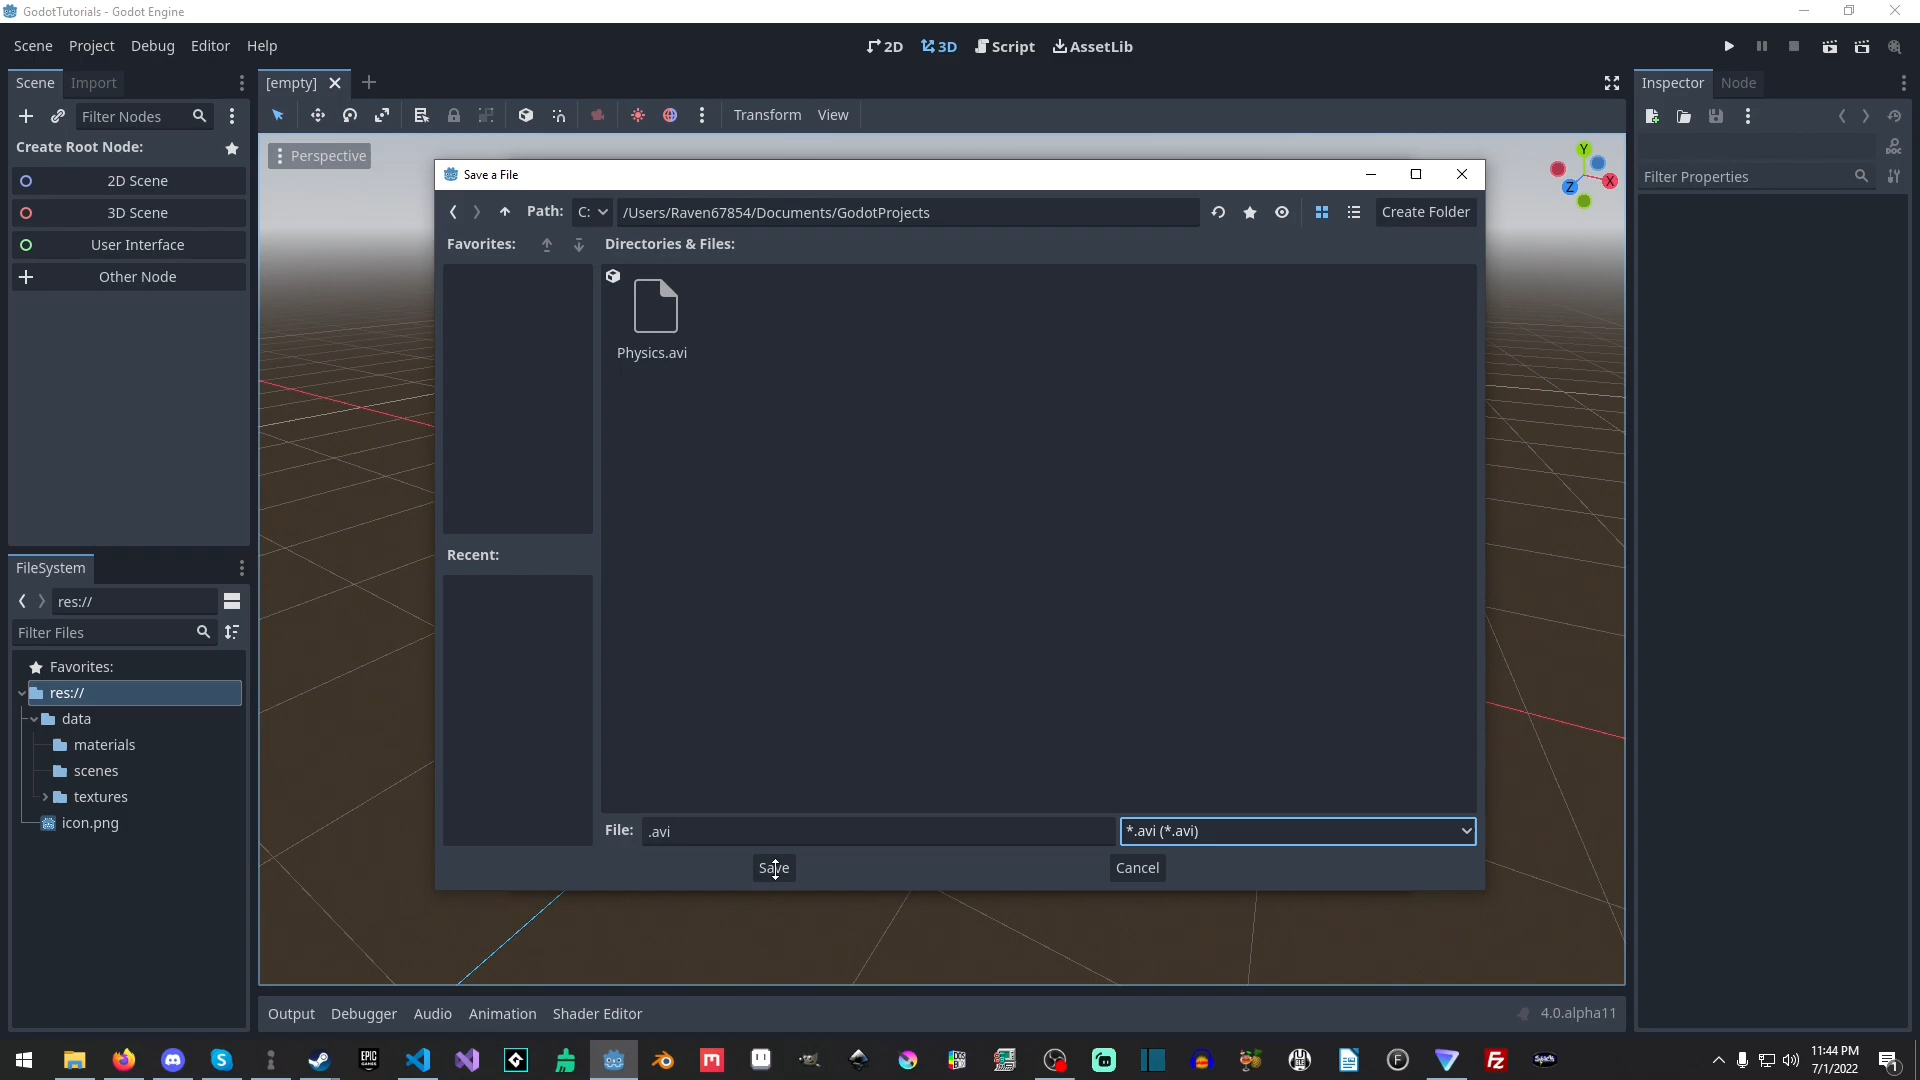 GodotTutorials - Godot Engine
Scene Project Debug Editor Help
2D 3D Script AssetLib
Scene Import
[empty]
Inspector Node
Filter Nodes
Transform View
Create Root Node:
Perspective
2D Scene
3D Scene
User Interface
Other Node
Y
X
Z
DOC
Filter Properties
Save a File
Path: C: /Users/Raven67854/Documents/GodotProjects Create Folder
Favorites: Directories & Files:
Physics.avi
Recent:
File: .avi *.avi (*.avi)
Save Cancel
FileSystem
res://
Filter Files
Favorites:
res://
data
materials
scenes
textures
icon.png
Output Debugger Audio Animation Shader Editor 4.0.alpha11
EPIC
GAMES
11:44 PM
7/1/2022
1